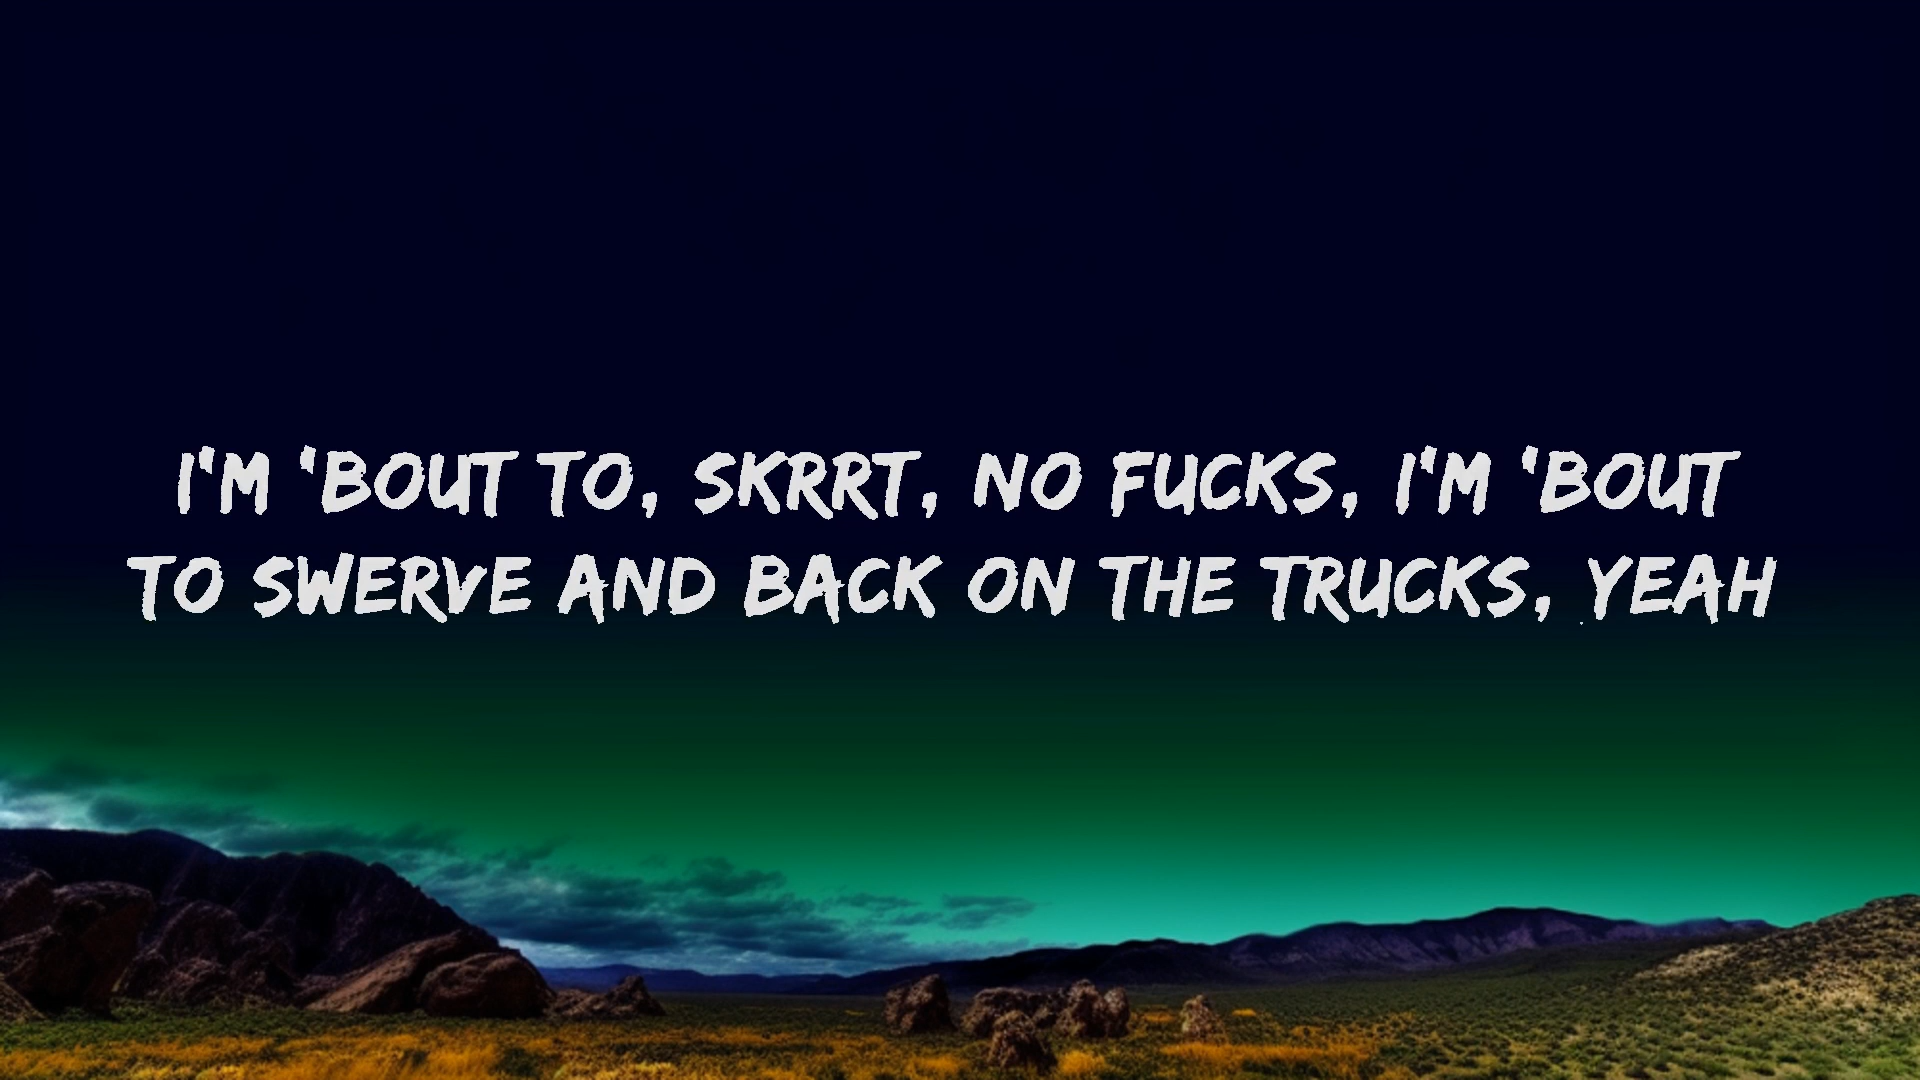 I'M 'BOUT TO, SKRRT, NO FUCKS, I'M 'BOUT
TO SWERVE AND BACK ON THE TRUCKS, YEAH